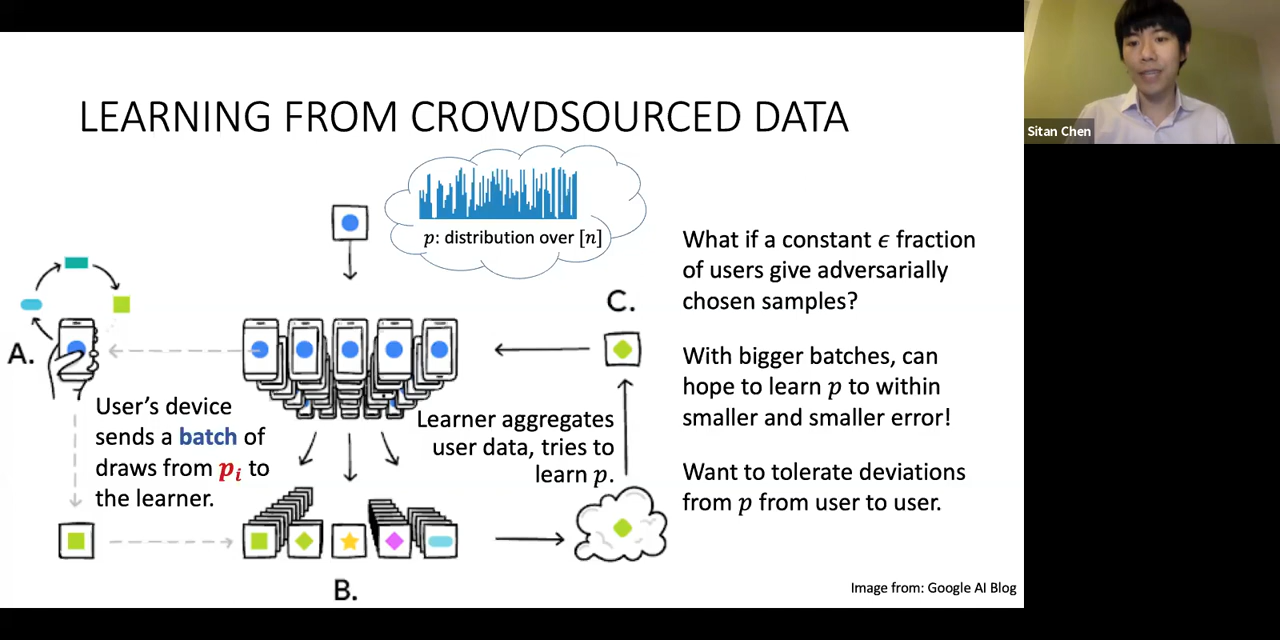 LEARNING FROM CROWDSOURCED DATA
Sitan Chen
p: distribution over [n]
What if a constant ϵ fraction
of users give adversarially
chosen samples?
With bigger batches, can
hope to learn p to within
smaller and smaller error!
Want to tolerate deviations
from p from user to user.
A.
User’s device
sends a batch of
draws from pᵢ to
the learner.
Learner aggregates
user data, tries to
learn p.
B.
C.
Image from: Google AI Blog